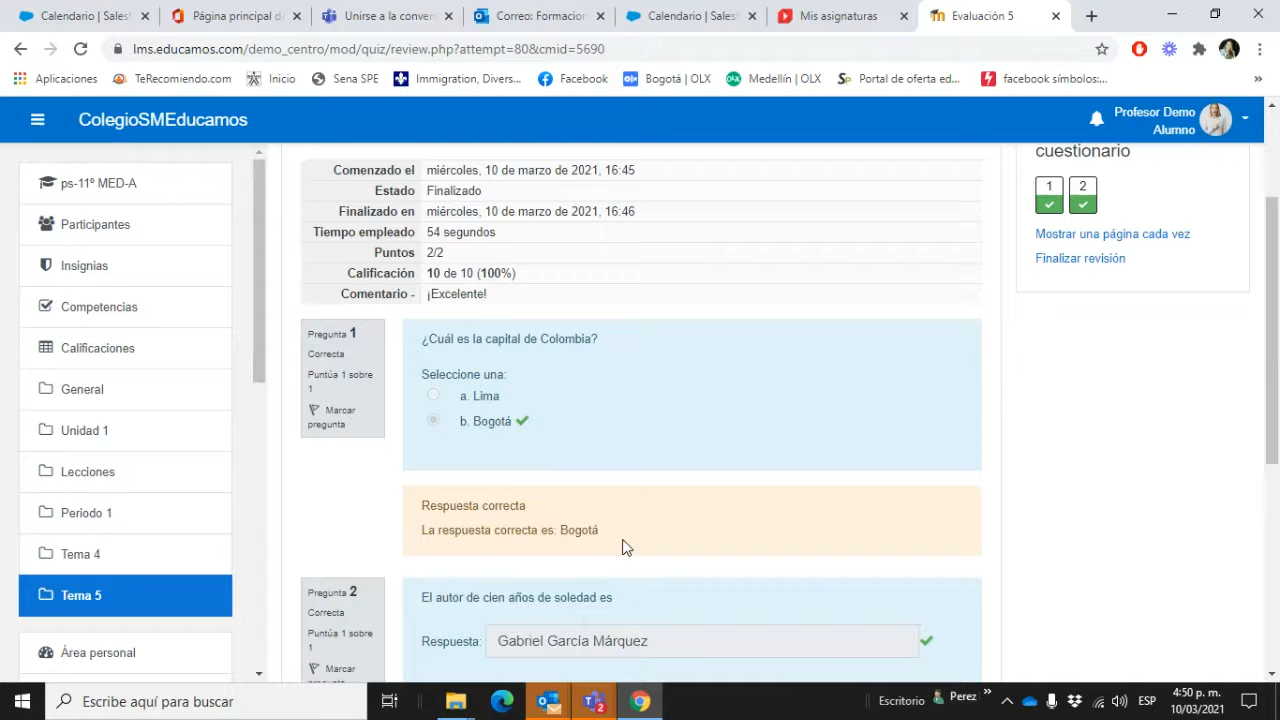 Calendario | Sales
Página principal d
Unirse a la conver
Correo: Formacion
Calendario | Sales
Mis asignaturas
Evaluación 5
lms.educamos.com/demo_centro/mod/quiz/review.php?attempt=80&cmid=5690
Aplicaciones
TeRecomiendo.com
Inicio
Sena SPE
Immigration, Divers...
Facebook
Bogotá | OLX
Medellín | OLX
Portal de oferta ed...
facebook símbolos:...
ColegioSMEducamos
Profesor Demo
Alumno
ps-11º MED-A
Participantes
Insignias
Competencias
Calificaciones
General
Unidad 1
Lecciones
Periodo 1
Tema 4
Tema 5
Área personal
Comenzado el miércoles, 10 de marzo de 2021, 16:45
Estado Finalizado
Finalizado en miércoles, 10 de marzo de 2021, 16:46
Tiempo empleado 54 segundos
Puntos 2/2
Calificación 10 de 10 (100%)
Comentario - ¡Excelente!
Pregunta 1
Correcta
Puntúa 1 sobre
1
Marcar
pregunta
¿Cuál es la capital de Colombia?
Seleccione una:
a. Lima
b. Bogotá
Respuesta correcta
La respuesta correcta es: Bogotá
Pregunta 2
Correcta
Puntúa 1 sobre
1
Marcar
pregunta
El autor de cien años de soledad es
Respuesta: Gabriel García Márquez
cuestionario
1 2
Mostrar una página cada vez
Finalizar revisión
Escribe aquí para buscar
2
Escritorio
Perez
ESP
4:50 p. m.
10/03/2021